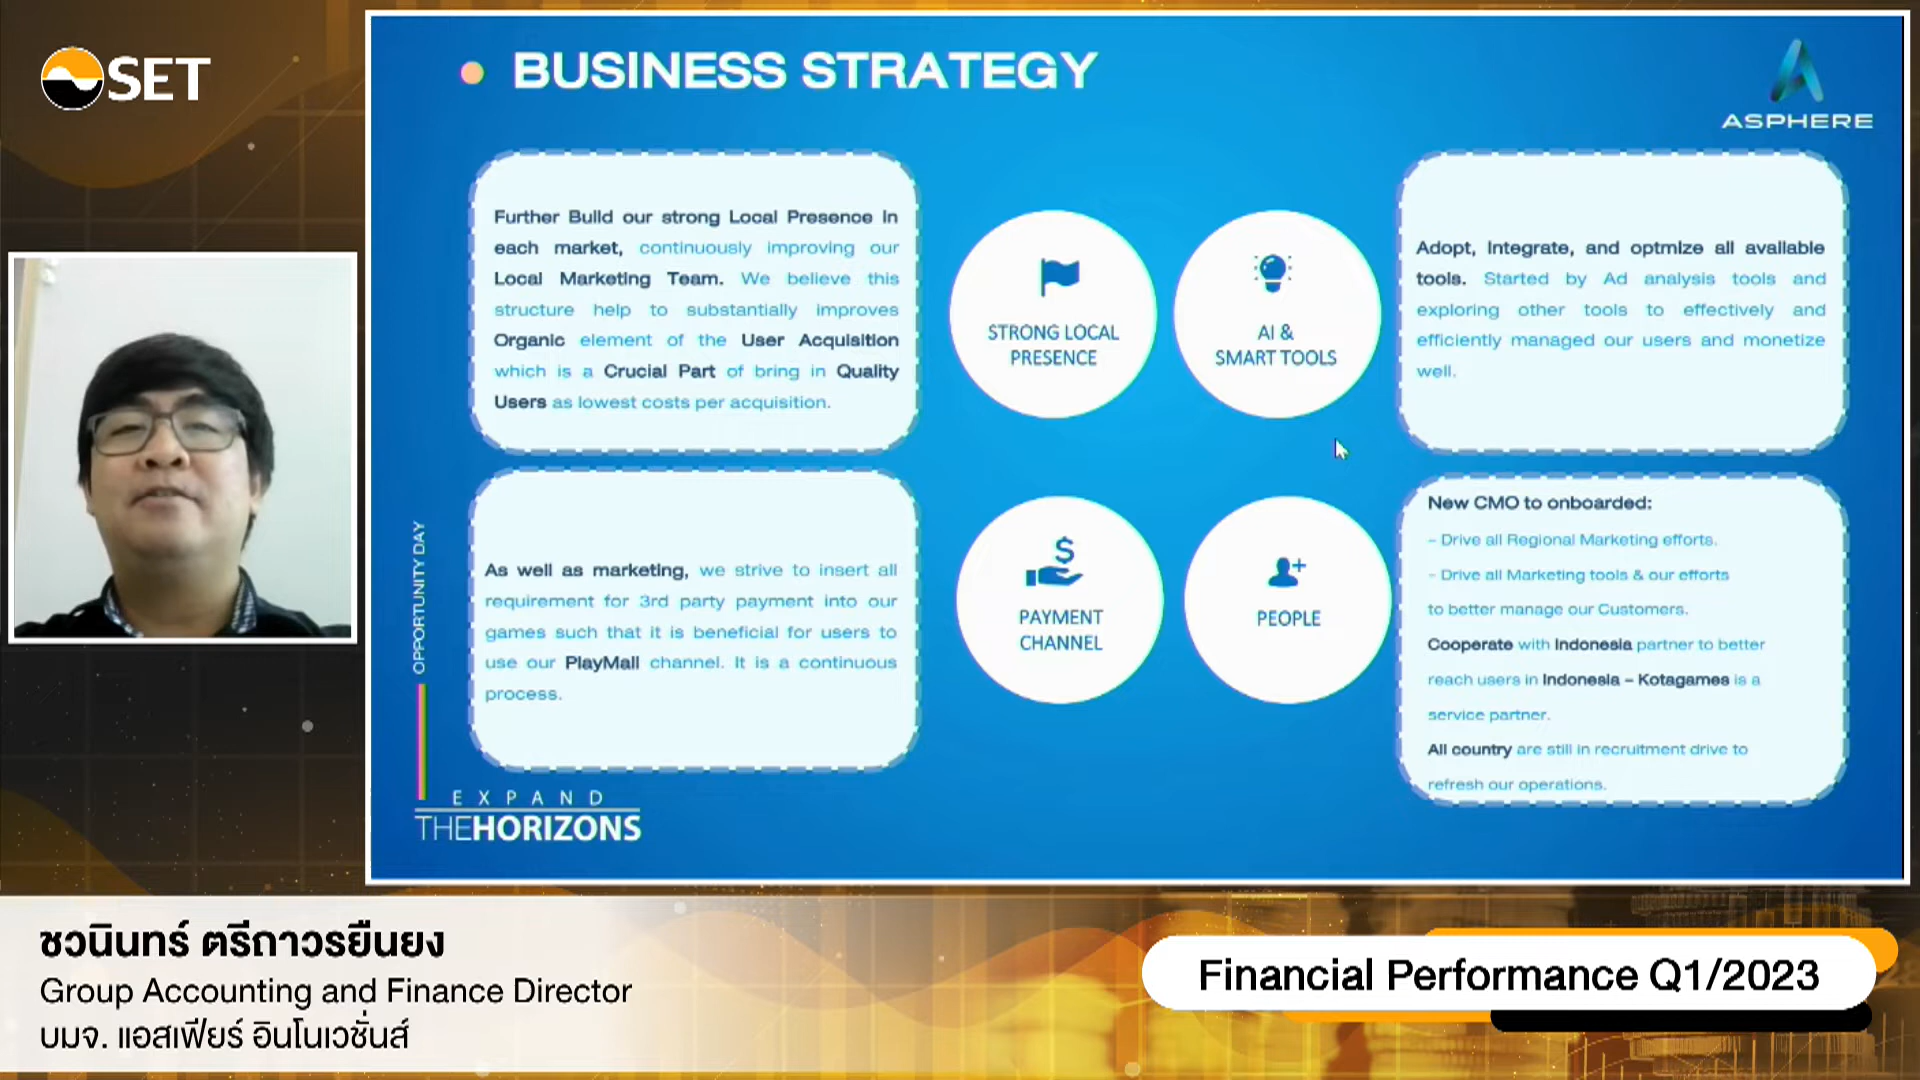 SET
BUSINESS STRATEGY
ASPHERE
Further Build our strong Local Presence in
each market, continuously improving our
Local Marketing Team. We believe this
structure help to substantially improves
Organic element of the User Acquisition
which is a Crucial Part of bring in Quality
Users as lowest costs per acquisition.
STRONG LOCAL
PRESENCE
AI &
SMART TOOLS
Adopt, Integrate, and optmize all available
tools. Started by Ad analysis tools and
exploring other tools to effectively and
efficiently managed our users and monetize
well.
As well as marketing, we strive to insert all
requirement for 3rd party payment into our
games such that it is beneficial for users to
use our PlayMall channel. It is a continuous
process.
PAYMENT
CHANNEL
PEOPLE
New CMO to onboarded:
- Drive all Regional Marketing efforts.
- Drive all Marketing tools & our efforts
to better manage our Customers.
Cooperate with Indonesia partner to better
reach users in Indonesia – Kotagames is a
service partner.
All country are still in recruitment drive to
refresh our operations.
OPPORTUNITY DAY
EXPAND
THEHORIZONS
ชวนินทร์ ตรีถาวรยืนยง
Group Accounting and Finance Director
บมจ. แอสเฟียร์ อินโนเวชั่นส์
Financial Performance Q1/2023